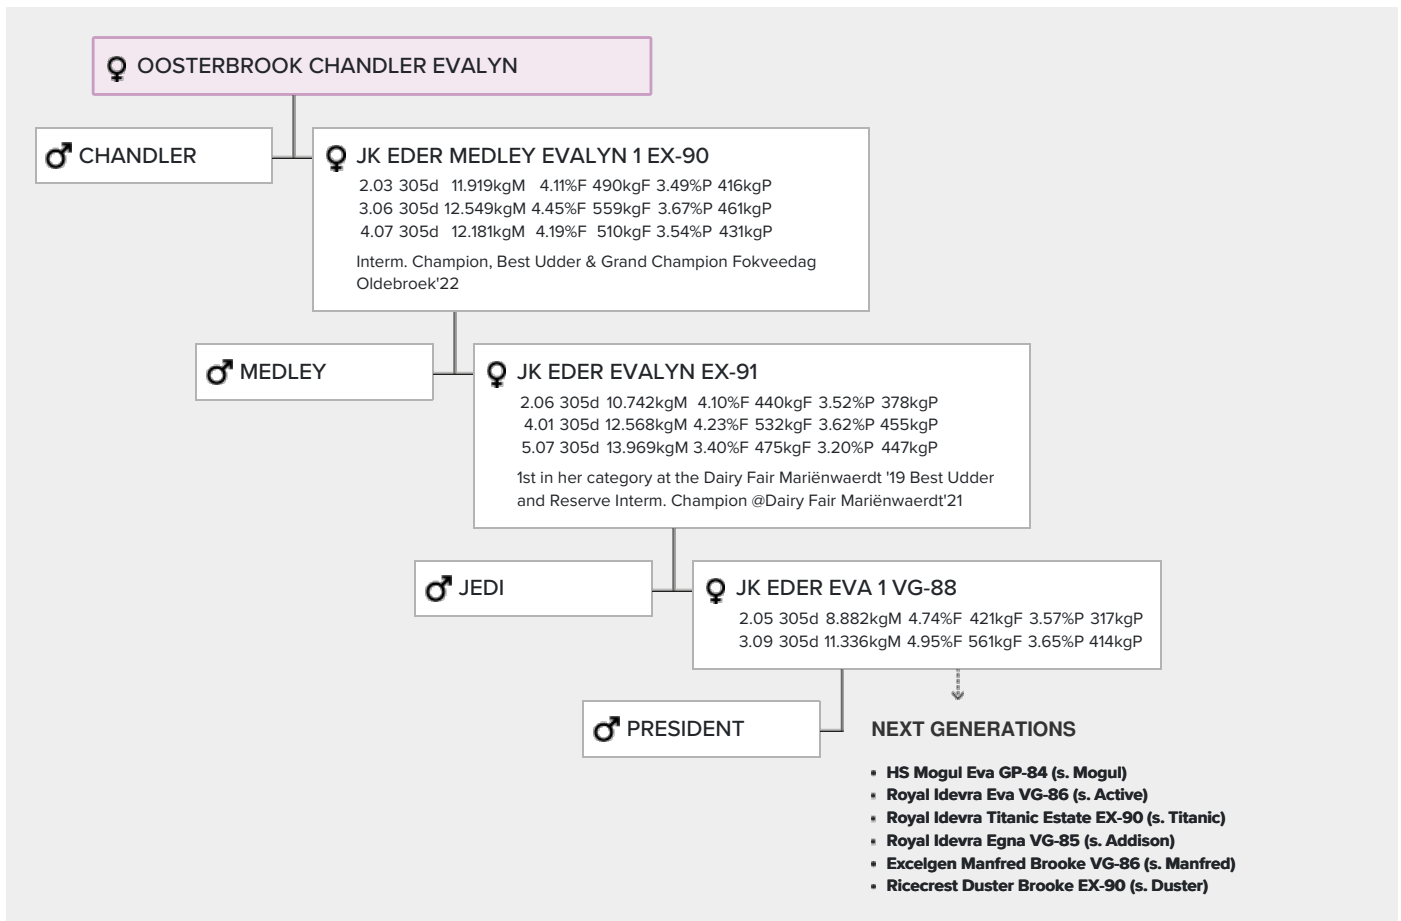 OOSTERBROOK CHANDLER EVALYN
CHANDLER
JK EDER MEDLEY EVALYN 1 EX-90
2.03 305d 11.919kgM 4.11%F 490kgF 3.49%P 416kgP
3.06 305d 12.549kgM 4.45%F 559kgF 3.67%P 461kgP
4.07 305d 12.181kgM 4.19%F 510kgF 3.54%P 431kgP
Interm. Champion, Best Udder & Grand Champion Fokveedag
Oldebroek'22
MEDLEY
JK EDER EVALYN EX-91
2.06 305d 10.742kgM 4.10%F 440kgF 3.52%P 378kgP
4.01 305d 12.568kgM 4.23%F 532kgF 3.62%P 455kgP
5.07 305d 13.969kgM 3.40%F 475kgF 3.20%P 447kgP
1st in her category at the Dairy Fair Mariënwaerdt '19 Best Udder
and Reserve Interm. Champion @Dairy Fair Mariënwaerdt'21
JEDI
JK EDER EVA 1 VG-88
2.05 305d 8.882kgM 4.74%F 421kgF 3.57%P 317kgP
3.09 305d 11.336kgM 4.95%F 561kgF 3.65%P 414kgP
PRESIDENT
NEXT GENERATIONS
HS Mogul Eva GP-84 (s. Mogul)
Royal Idevra Eva VG-86 (s. Active)
Royal Idevra Titanic Estate EX-90 (s. Titanic)
Royal Idevra Egna VG-85 (s. Addison)
Excelgen Manfred Brooke VG-86 (s. Manfred)
Ricecrest Duster Brooke EX-90 (s. Duster)